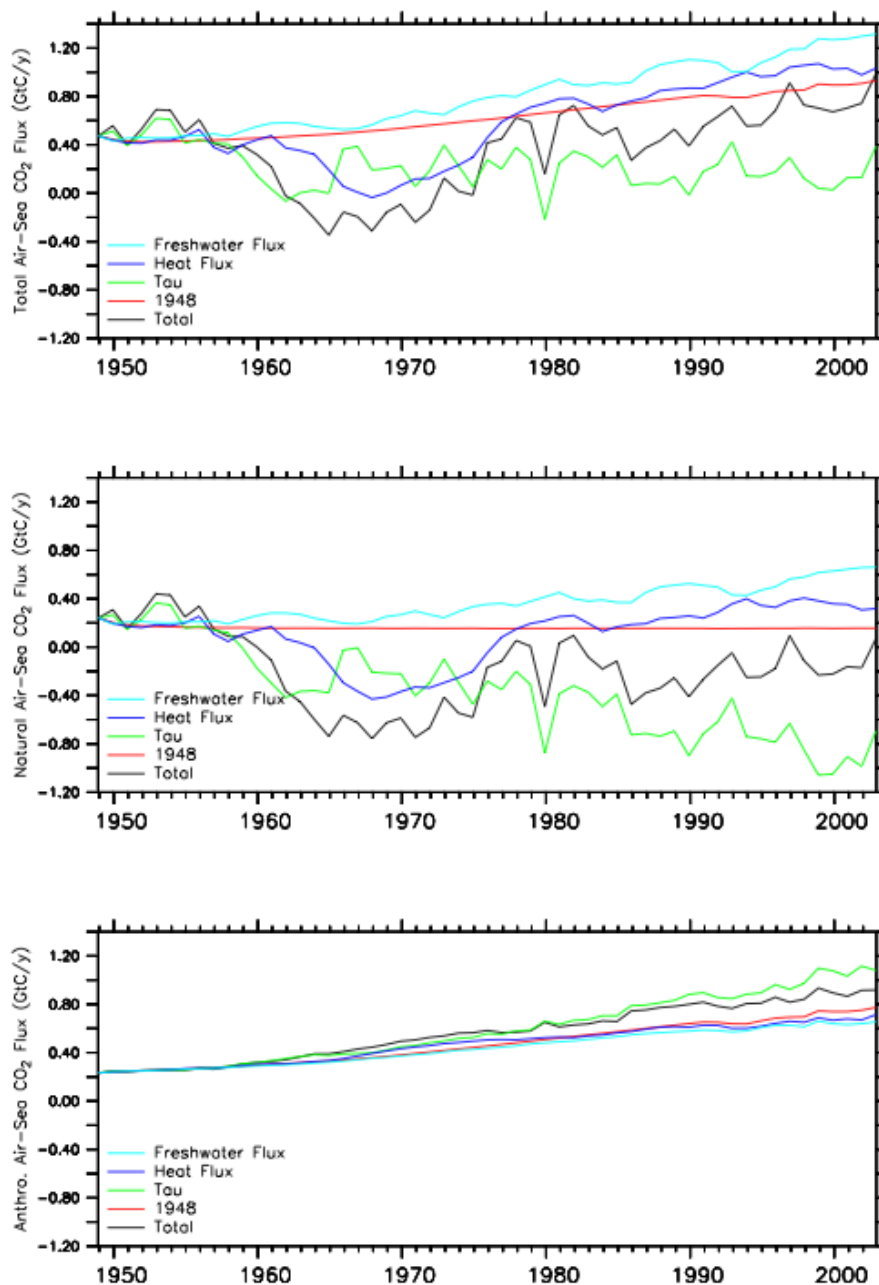 Total Air-Sea CO₂ Flux (GtC/y)
1.20
0.80
0.40
0.00
-0.40
-0.80
-1.20
Freshwater Flux
Heat Flux
Tau
1948
Total
1950 1960 1970 1980 1990 2000
Natural Air-Sea CO₂ Flux (GtC/y)
1.20
0.80
0.40
0.00
-0.40
-0.80
-1.20
Freshwater Flux
Heat Flux
Tau
1948
Total
1950 1960 1970 1980 1990 2000
Anthro. Air-Sea CO₂ Flux (GtC/y)
1.20
0.80
0.40
0.00
-0.40
-0.80
-1.20
Freshwater Flux
Heat Flux
Tau
1948
Total
1950 1960 1970 1980 1990 2000